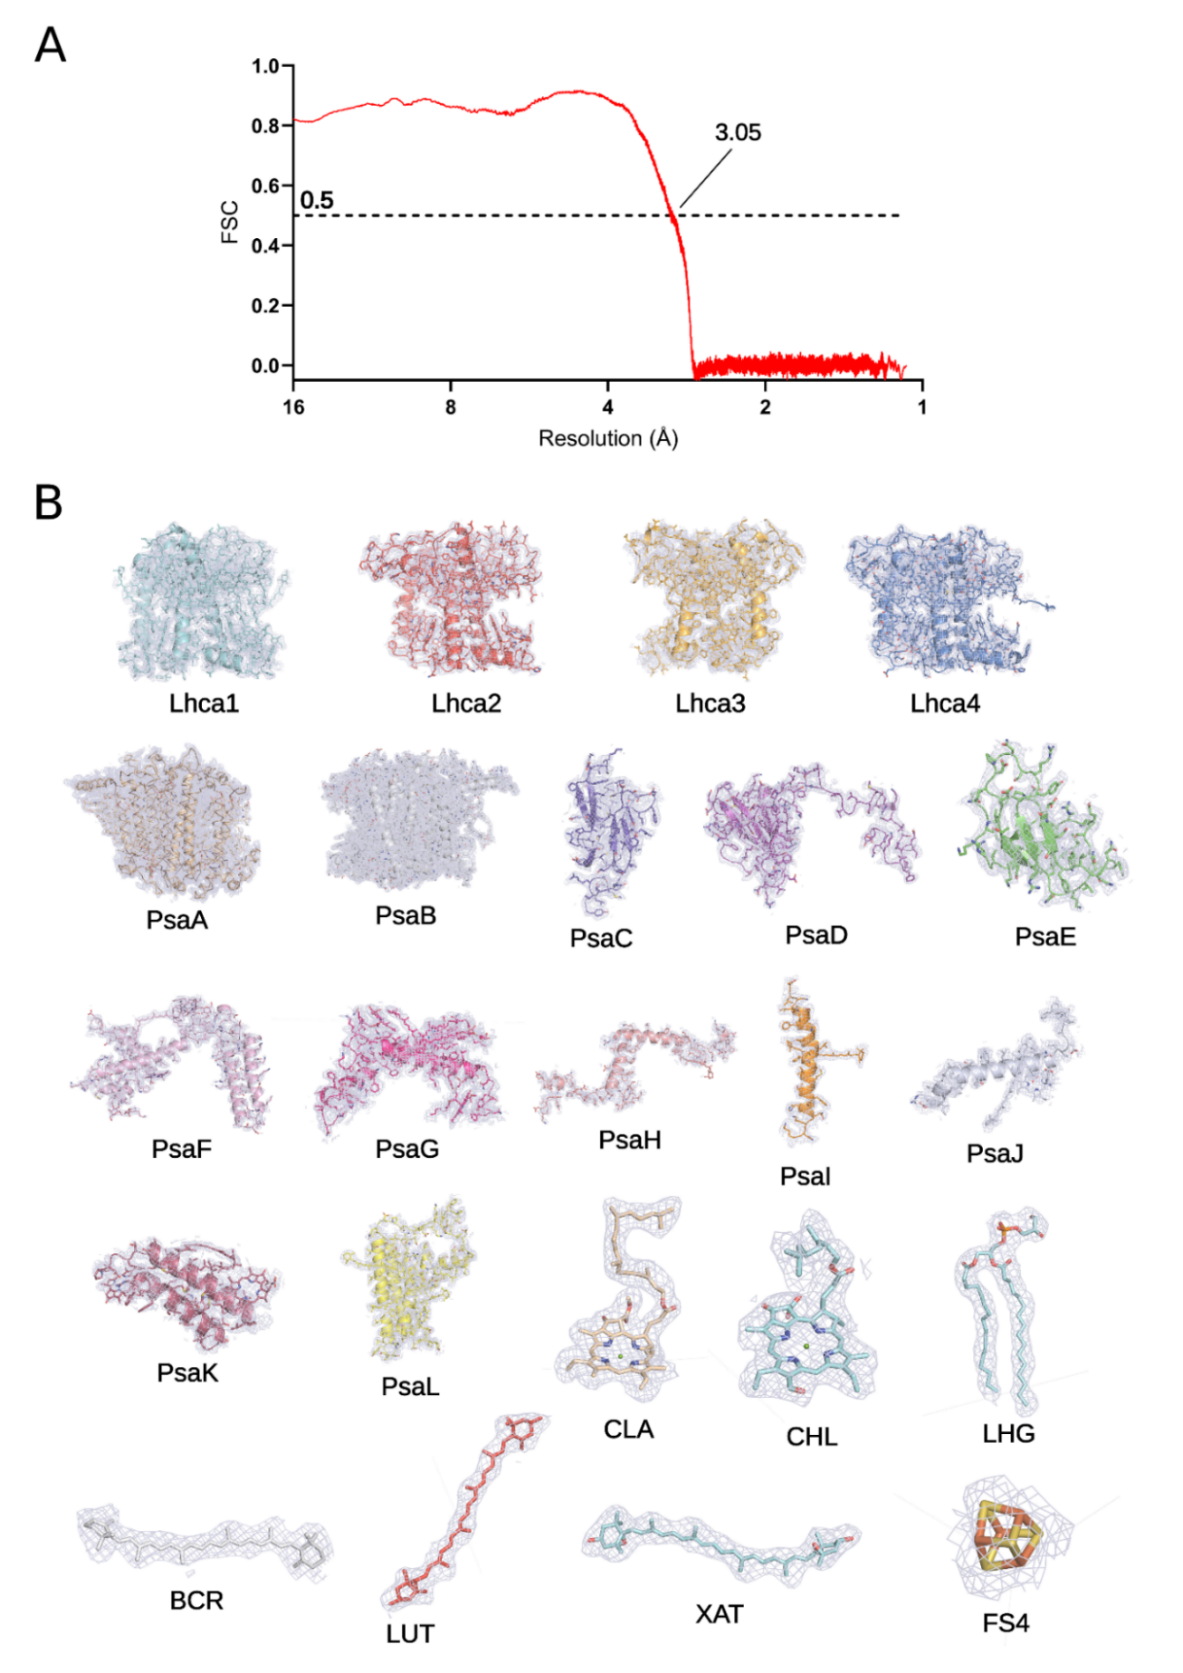 A
1.0
0.8
0.6
0.4
0.2
0.0
FSC
0.5
3.05
16 8 4 2 1
Resolution (Å)
B
Lhca1 Lhca2 Lhca3 Lhca4
PsaA PsaB PsaC PsaD PsaE
PsaF PsaG PsaH PsaI PsaJ
PsaK PsaL CLA CHL LHG
BCR LUT XAT FS4